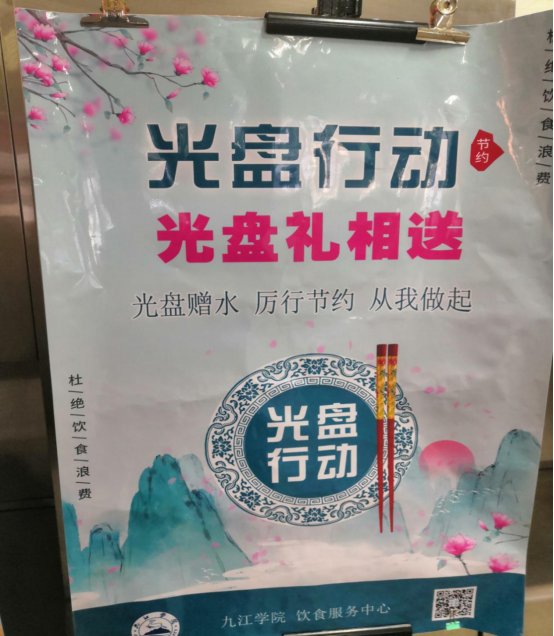 光盘行动
节约
杜绝饮食浪费
光盘礼相送
光盘赠水 厉行节约 从我做起
杜绝饮食浪费
光盘
行动
九江学院 饮食服务中心